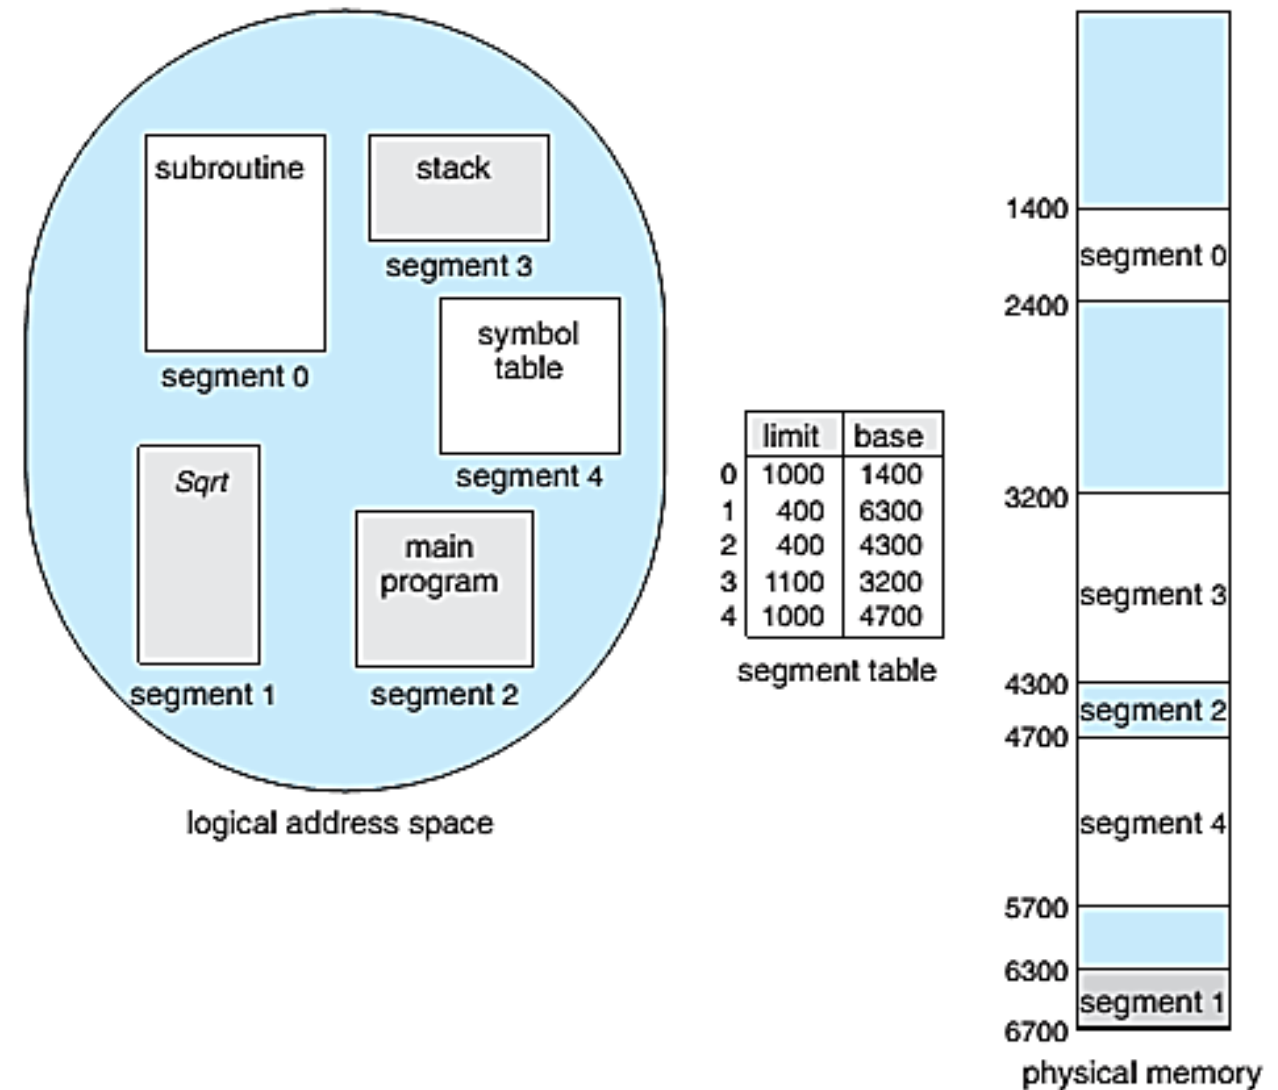 subroutine
segment 0
stack
segment 3
symbol
table
segment 4
Sqrt
segment 1
main
program
segment 2
logical address space
limit base
0 1000 1400
1 400 6300
2 400 4300
3 1100 3200
4 1000 4700
segment table
1400
segment 0
2400
3200
segment 3
4300
segment 2
4700
segment 4
5700
6300
segment 1
6700
physical memory